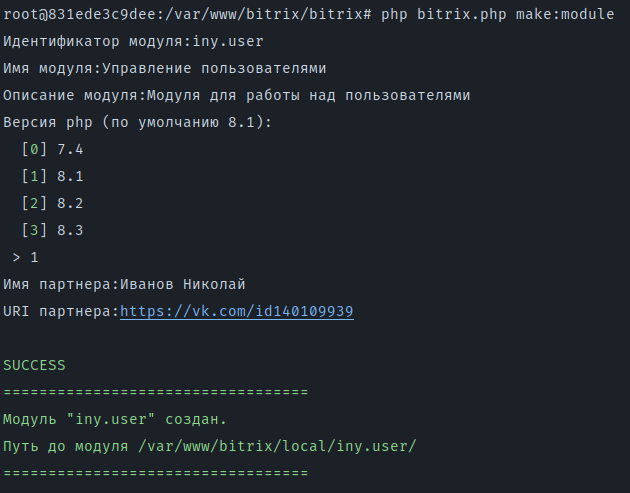 root@831ede3c9dee:/var/www/bitrix/bitrix# php bitrix.php make:module
Идентификатор модуля:iny.user
Имя модуля:Управление пользователями
Описание модуля:Модуля для работы над пользователями
Версия php (по умолчанию 8.1):
[0] 7.4
[1] 8.1
[2] 8.2
[3] 8.3
> 1
Имя партнера:Иванов Николай
URI партнера:https://vk.com/id140109939
SUCCESS
==================================
Модуль "iny.user" создан.
Путь до модуля /var/www/bitrix/local/iny.user/
==================================